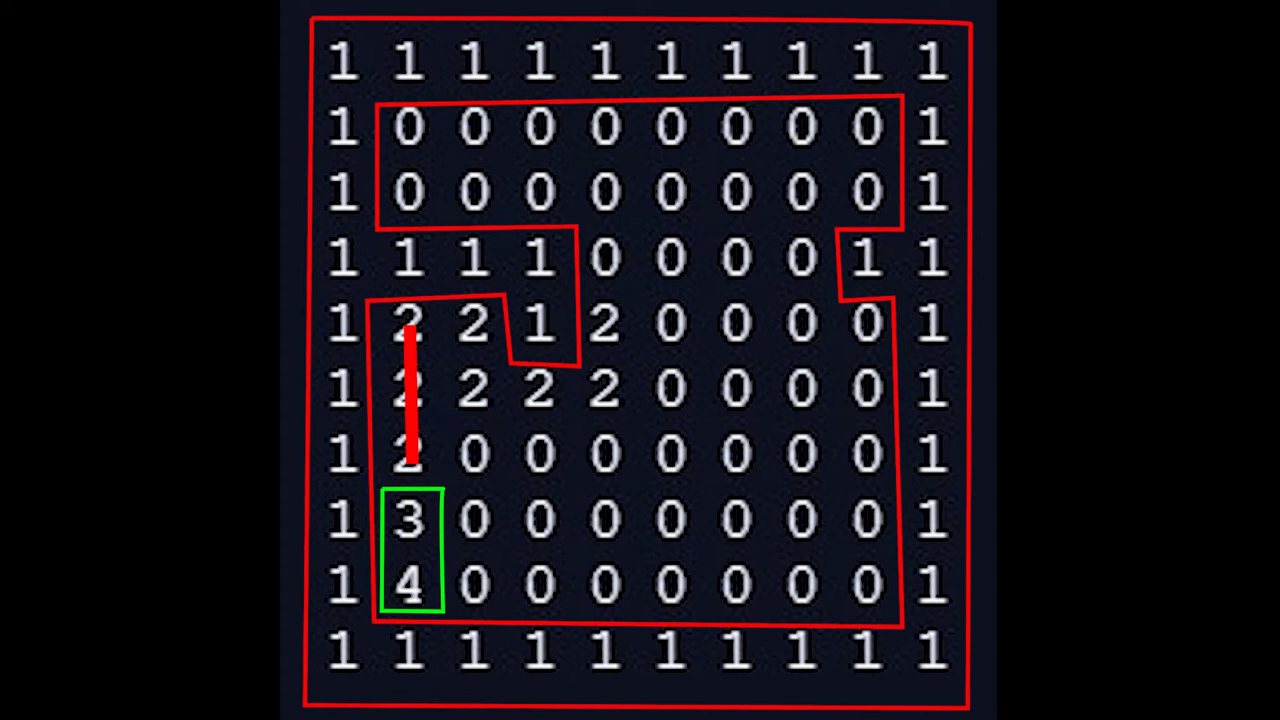 1 1 1 1 1 1 1 1 1 1
1 0 0 0 0 0 0 0 0 1
1 0 0 0 0 0 0 0 0 1
1 1 1 1 0 0 0 0 1 1
1 2 2 1 2 0 0 0 0 1
1 2 2 2 2 0 0 0 0 1
1 2 0 0 0 0 0 0 0 1
1 3 0 0 0 0 0 0 0 1
1 4 0 0 0 0 0 0 0 1
1 1 1 1 1 1 1 1 1 1